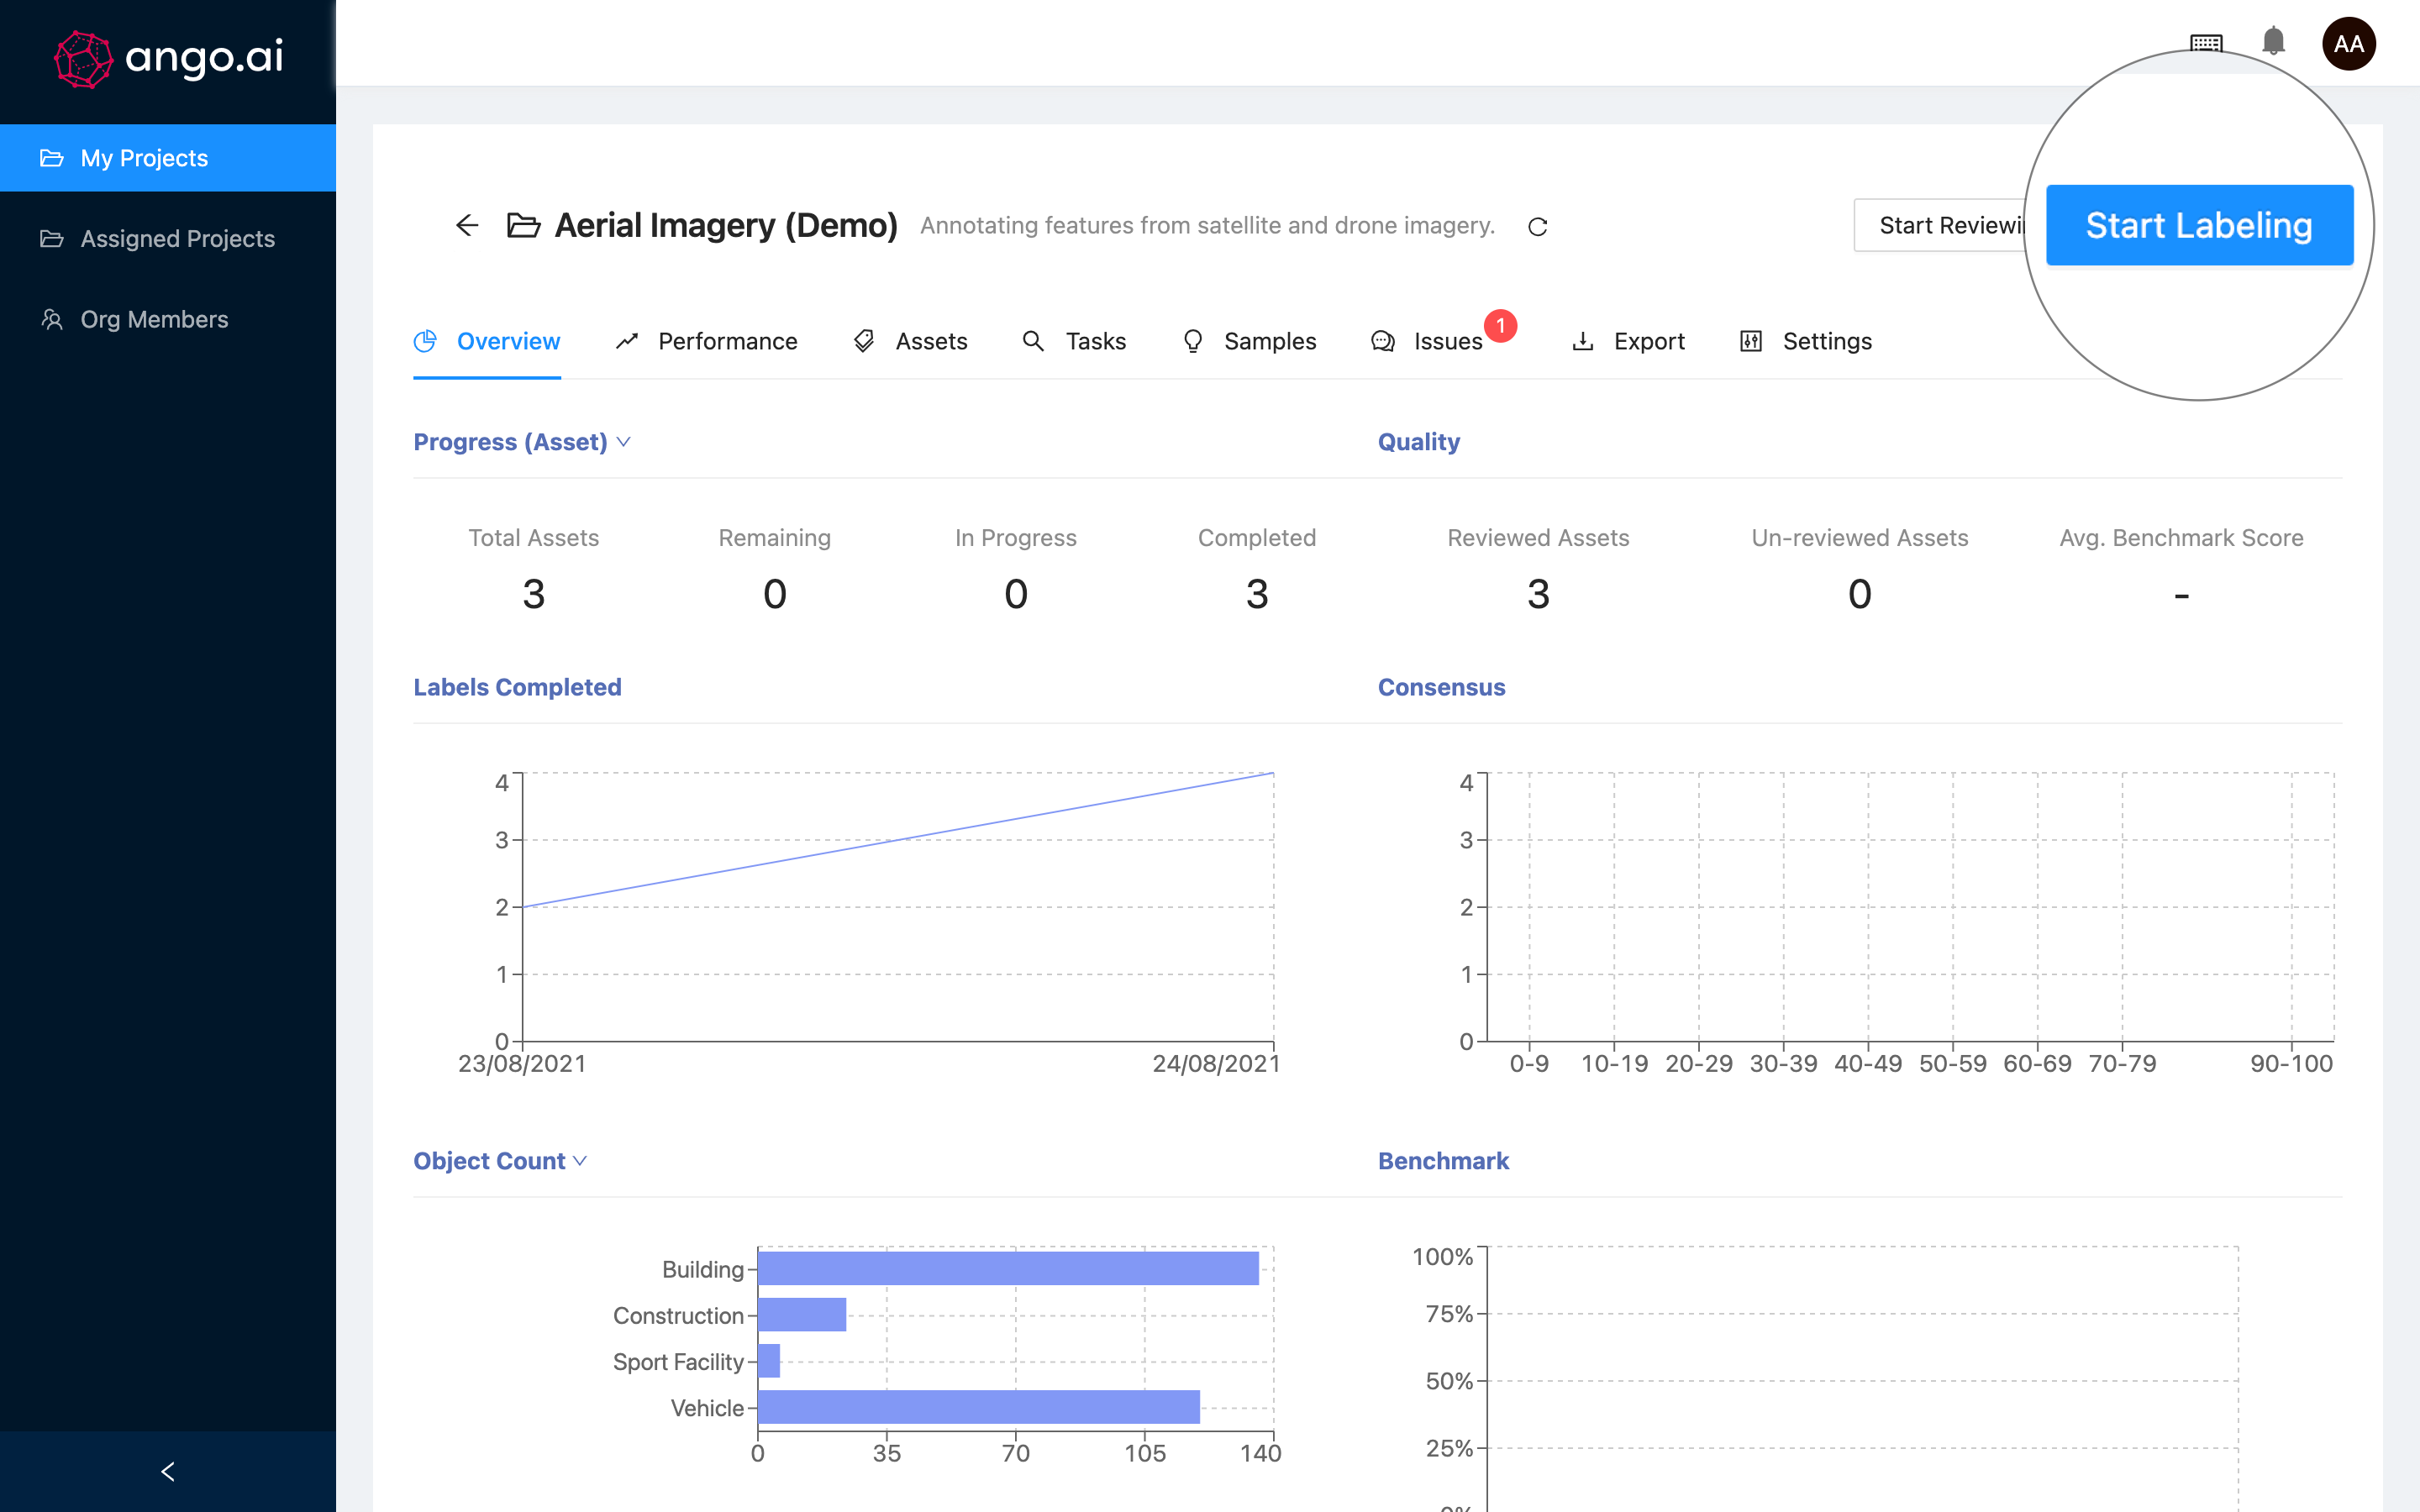 ango.ai
AA
My Projects
Assigned Projects
Org Members
Aerial Imagery (Demo) Annotating features from satellite and drone imagery.
Start Reviewi
Start Labeling
Overview Performance Assets Tasks Samples Issues 1 Export Settings
Progress (Asset) Quality
Total Assets Remaining In Progress Completed Reviewed Assets Un-reviewed Assets Avg. Benchmark Score
3 0 0 3 3 0 -
Labels Completed
4
3
2
1
0
23/08/2021 24/08/2021
Consensus
4
3
2
1
0
0-9 10-19 20-29 30-39 40-49 50-59 60-69 70-79 90-100
Object Count
Building
Construction
Sport Facility
Vehicle
0 35 70 105 140
Benchmark
100%
75%
50%
25%